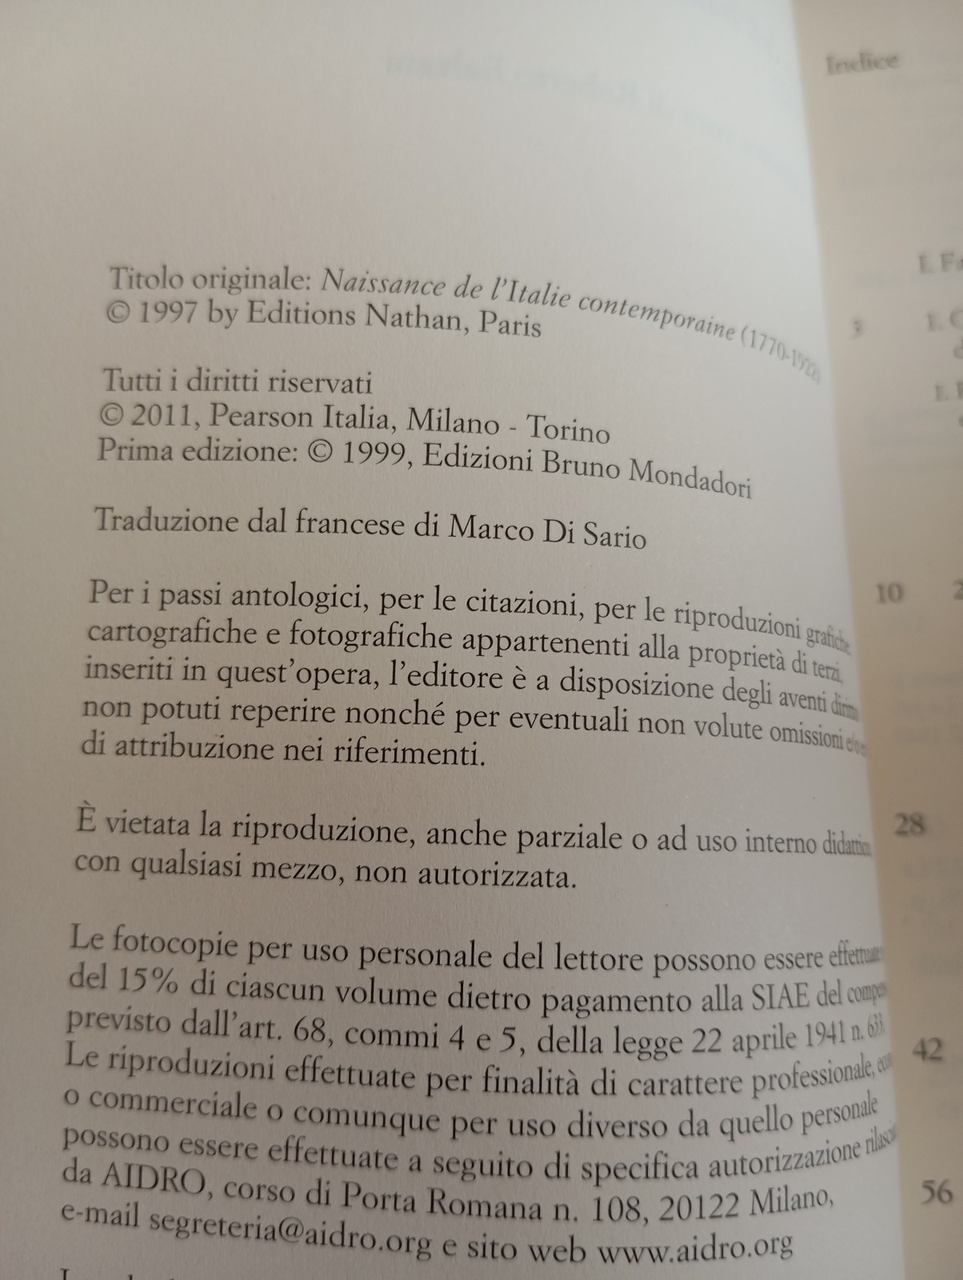 Titolo originale: Naissance de l'Italie contemporaine (1770-1922)
© 1997 by Editions Nathan, Paris
Tutti i diritti riservati
© 2011, Pearson Italia, Milano - Torino
Prima edizione: © 1999, Edizioni Bruno Mondadori
Traduzione dal francese di Marco Di Sario
Per i passi antologici, per le citazioni, per le riproduzioni grafiche,
cartografiche e fotografiche appartenenti alla proprietà di terzi,
inseriti in quest'opera, l'editore è a disposizione degli aventi diritto
non potuti reperire nonché per eventuali non volute omissioni
di attribuzione nei riferimenti.
È vietata la riproduzione, anche parziale o ad uso interno didattico,
con qualsiasi mezzo, non autorizzata.
Le fotocopie per uso personale del lettore possono essere effettuate
del 15% di ciascun volume dietro pagamento alla SIAE del
previsto dall'art. 68, commi 4 e 5, della legge 22 aprile 1941 n. 633.
Le riproduzioni effettuate per finalità di carattere professionale,
o commerciale o comunque per uso diverso da quello personale
possono essere effettuate a seguito di specifica autorizzazione
da AIDRO, corso di Porta Romana n. 108, 20122 Milano,
e-mail segreteria@aidro.org e sito web www.aidro.org
Indice
3
10
28
42
56